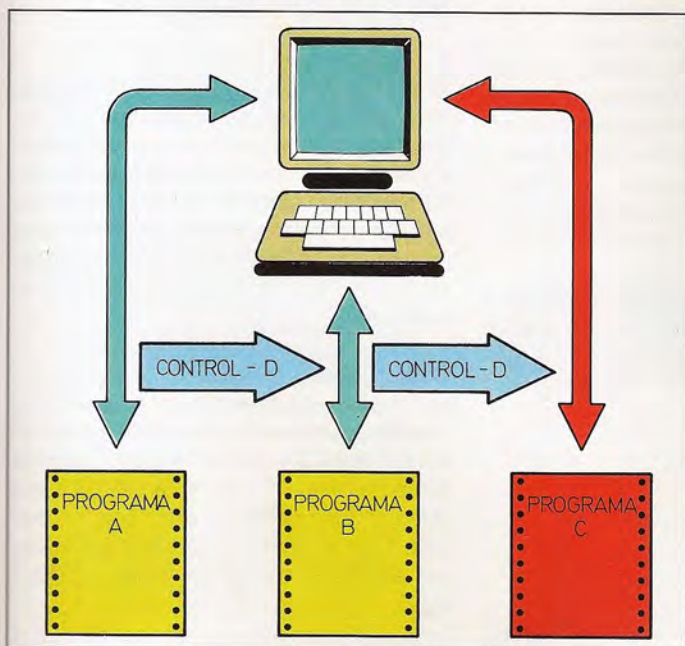 CONTROL - D
CONTROL - D
PROGRAMA
A
PROGRAMA
B
PROGRAMA
C